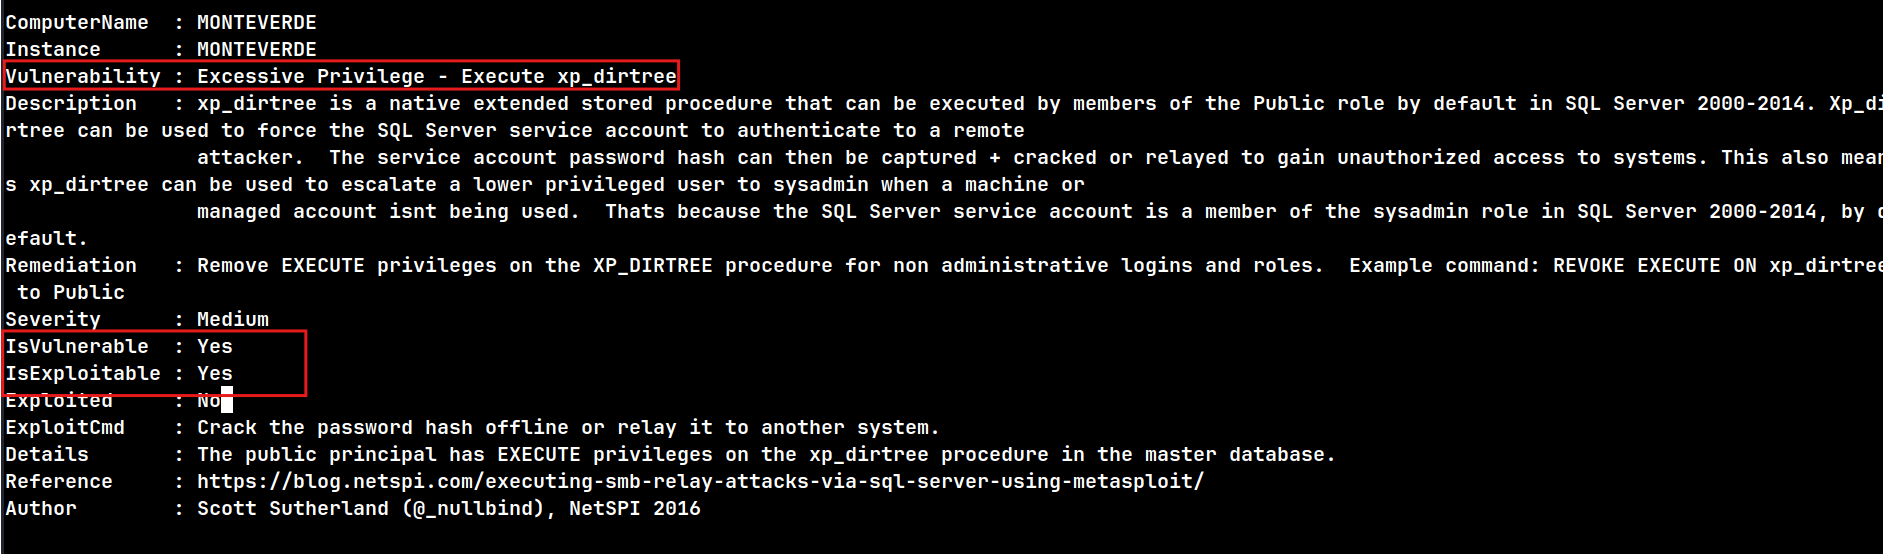 ComputerName  : MONTEVERDE
Instance      : MONTEVERDE
Vulnerability : Excessive Privilege - Execute xp_dirtree
Description   : xp_dirtree is a native extended stored procedure that can be executed by members of the Public role by default in SQL Server 2000-2014. Xp_di
rtree can be used to force the SQL Server service account to authenticate to a remote
                attacker.  The service account password hash can then be captured + cracked or relayed to gain unauthorized access to systems. This also mean
s xp_dirtree can be used to escalate a lower privileged user to sysadmin when a machine or
                managed account isnt being used.  Thats because the SQL Server service account is a member of the sysadmin role in SQL Server 2000-2014, by d
efault.
Remediation   : Remove EXECUTE privileges on the XP_DIRTREE procedure for non administrative logins and roles.  Example command: REVOKE EXECUTE ON xp_dirtree
 to Public
Severity      : Medium
IsVulnerable  : Yes
IsExploitable : Yes
Exploited     : No
ExploitCmd    : Crack the password hash offline or relay it to another system.
Details       : The public principal has EXECUTE privileges on the xp_dirtree procedure in the master database.
Reference     : https://blog.netspi.com/executing-smb-relay-attacks-via-sql-server-using-metasploit/
Author        : Scott Sutherland (@_nullbind), NetSPI 2016